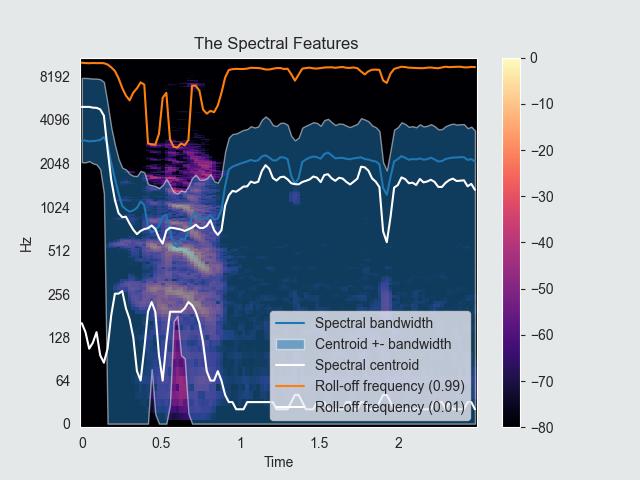 The Spectral Features
Hz
8192
4096
2048
1024
512
256
128
64
0
0
0.5
1
1.5
2
Time
Spectral bandwidth
Centroid +- bandwidth
Spectral centroid
Roll-off frequency (0.99)
Roll-off frequency (0.01)
0
−10
−20
−30
−40
−50
−60
−70
−80